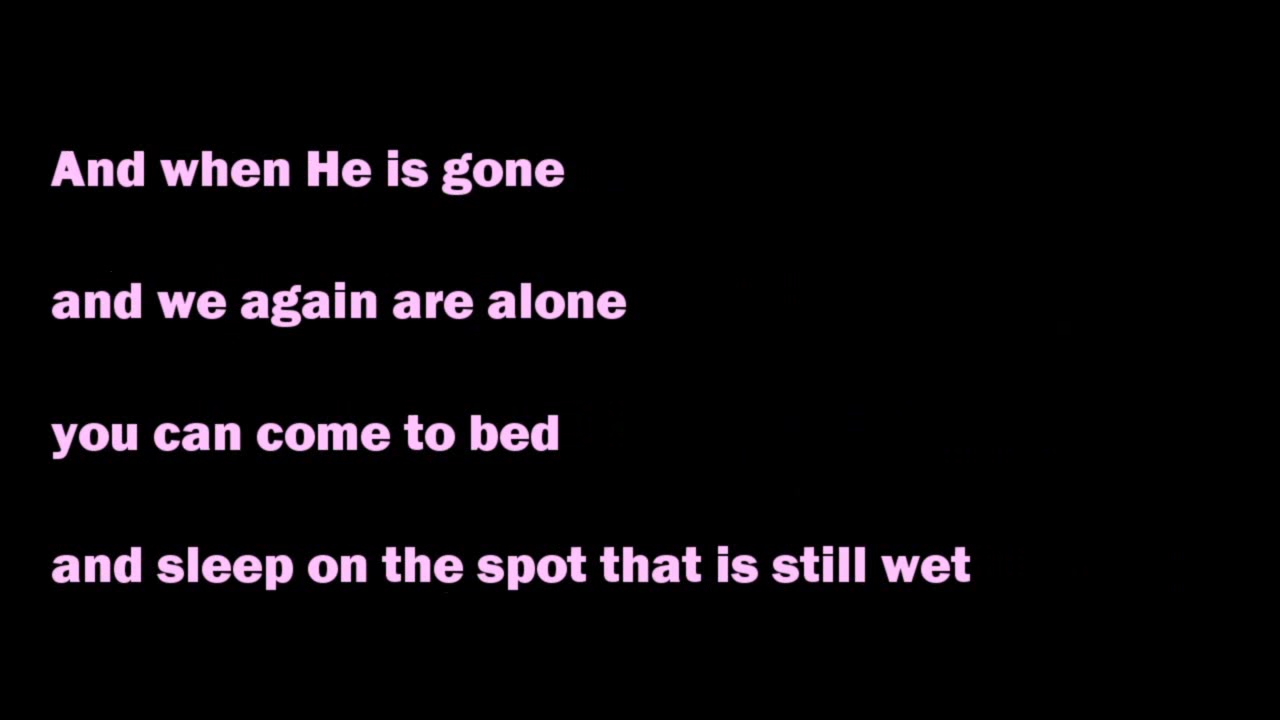 And when He is gone
and we again are alone
you can come to bed
and sleep on the spot that is still wet